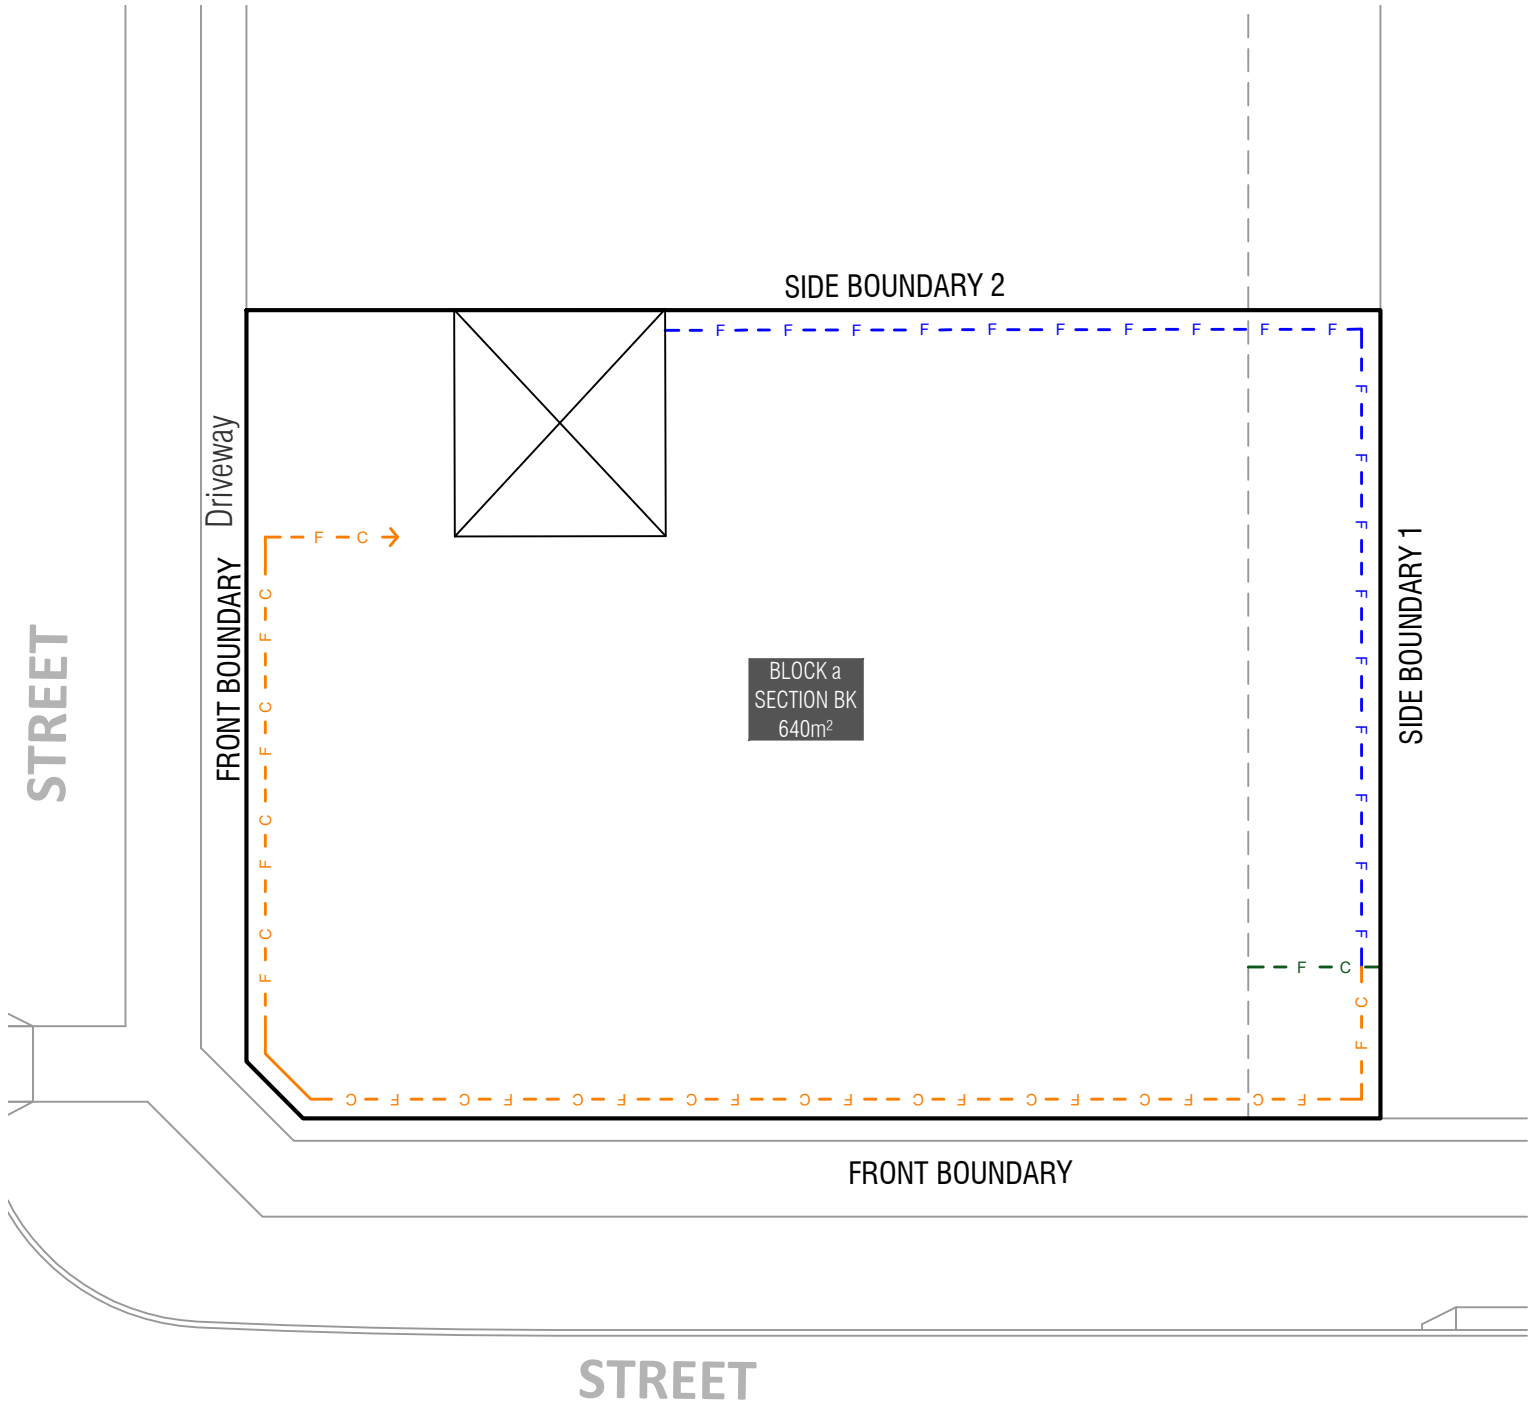 SIDE BOUNDARY 2
F F F F F F F F F F
F F F F F F F F F
Driveway
F C
C F C F C F C F
FRONT BOUNDARY
STREET
BLOCK a
SECTION BK
640m²
SIDE BOUNDARY 1
F C
C F
C F C F C F C F C F C F C F C F C F
FRONT BOUNDARY
STREET